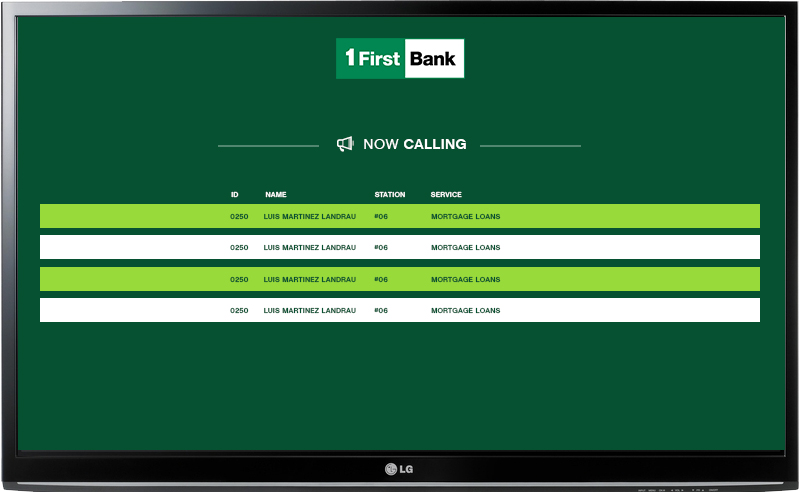 1 First Bank
NOW CALLING
ID NAME STATION SERVICE
0250 LUIS MARTINEZ LANDRAU #06 MORTGAGE LOANS
0250 LUIS MARTINEZ LANDRAU #06 MORTGAGE LOANS
0250 LUIS MARTINEZ LANDRAU #06 MORTGAGE LOANS
0250 LUIS MARTINEZ LANDRAU #06 MORTGAGE LOANS
LG